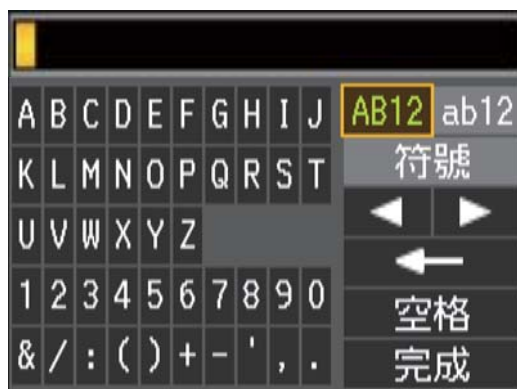 A B C D E F G H I J
K L M N O P Q R S T
U V W X Y Z
1 2 3 4 5 6 7 8 9 0
& / : ( ) + - ' , .
AB12 ab12
符號
空格
完成